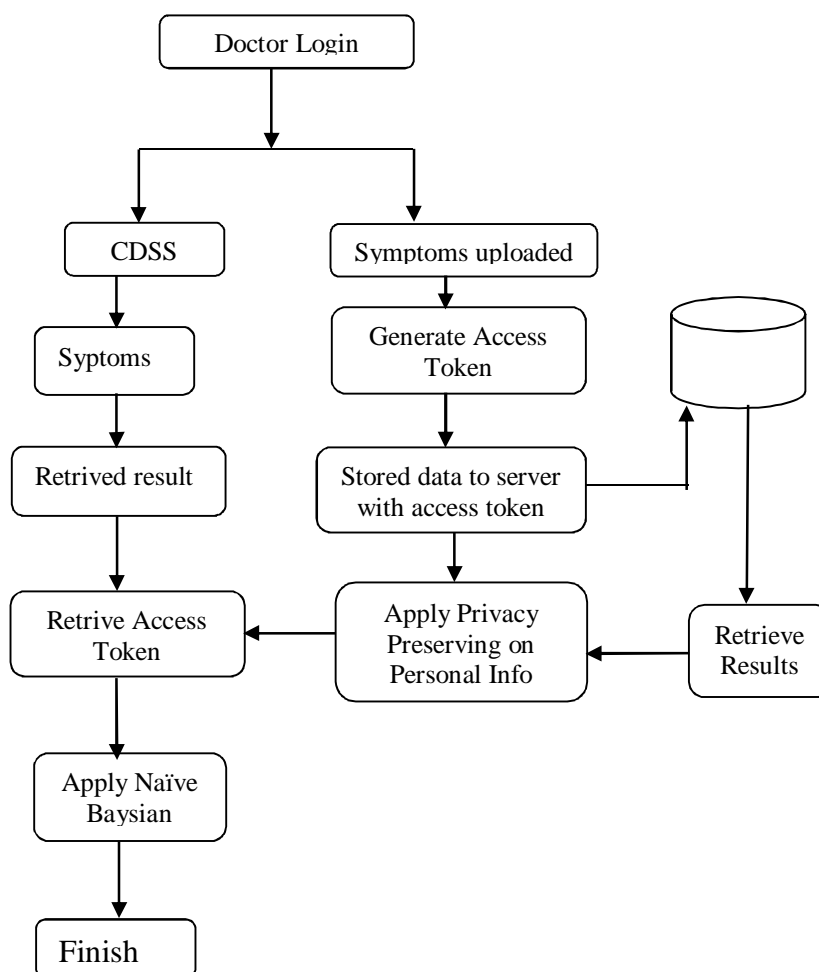 Doctor Login
CDSS
Symptoms uploaded
Syptoms
Generate Access
Token
Retrived result
Stored data to server
with access token
Retrive Access
Token
Apply Privacy
Preserving on
Personal Info
Retrieve
Results
Apply Naïve
Baysian
Finish